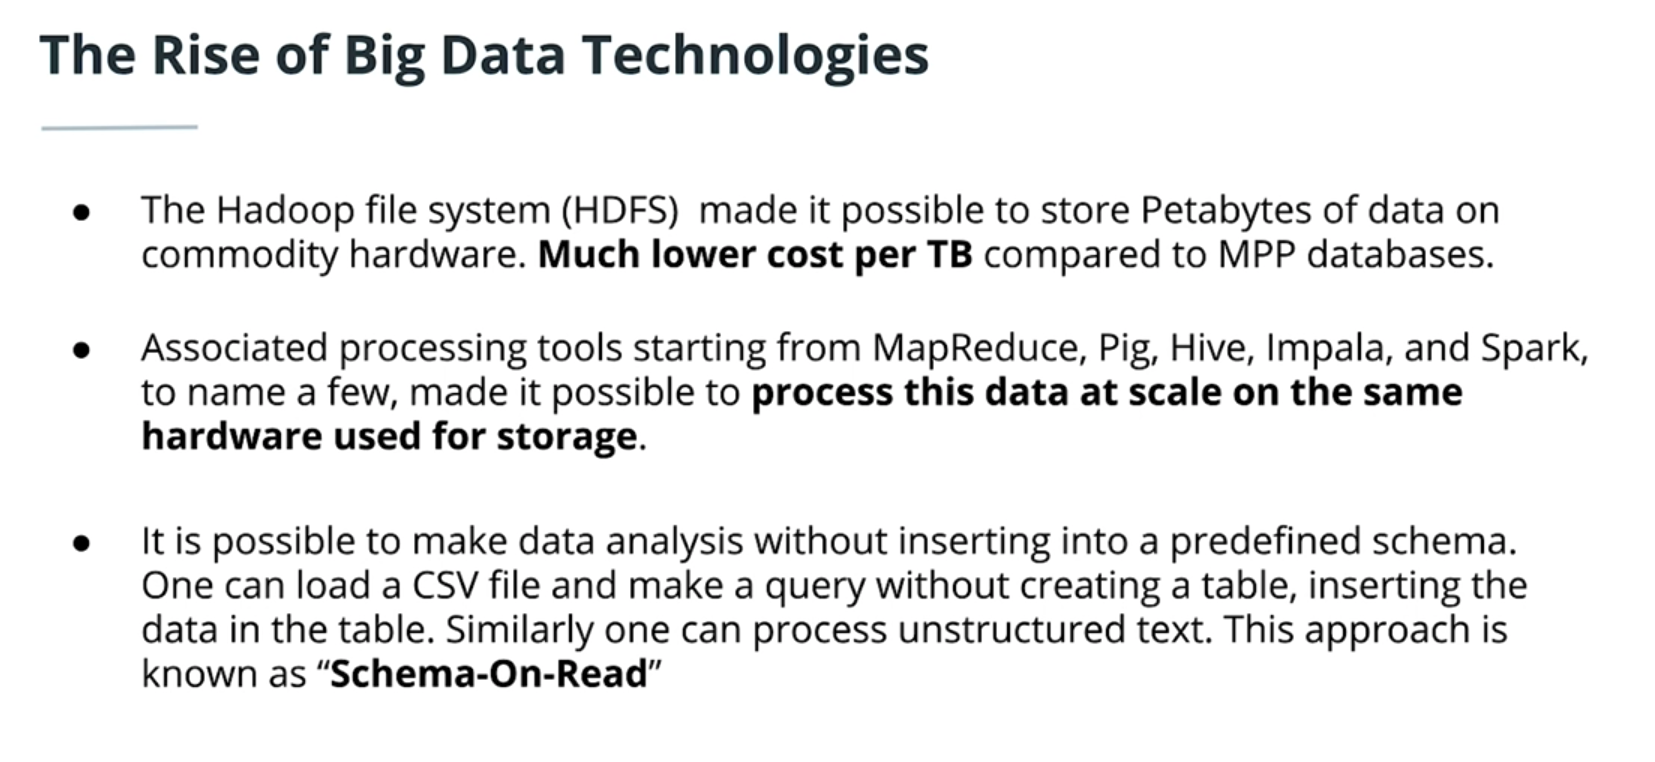 The Rise of Big Data Technologies
● The Hadoop file system (HDFS)  made it possible to store Petabytes of data on
commodity hardware. Much lower cost per TB compared to MPP databases.
● Associated processing tools starting from MapReduce, Pig, Hive, Impala, and Spark,
to name a few, made it possible to process this data at scale on the same
hardware used for storage.
● It is possible to make data analysis without inserting into a predefined schema.
One can load a CSV file and make a query without creating a table, inserting the
data in the table. Similarly one can process unstructured text. This approach is
known as “Schema-On-Read”